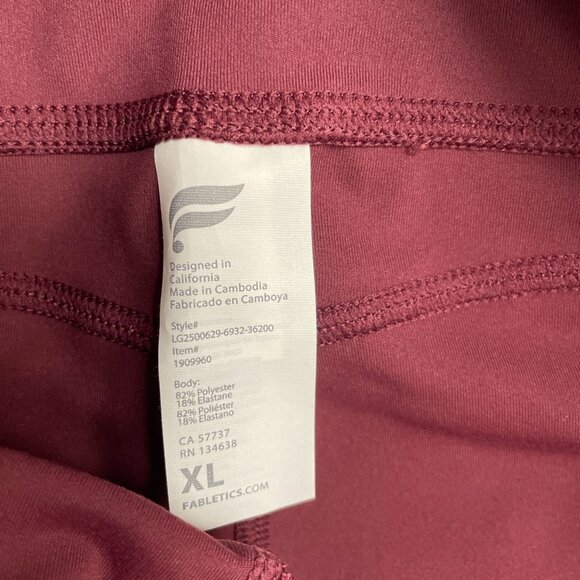 Designed in
California
Made in Cambodia
Fabricado en Camboya
Style#
LG2500629-6932-36200
Item#
1909960
Body:
82% Polyester
18% Elastane
82% Poliéster
18% Elastano
CA 57737
RN 134638
XL
FABLETICS.COM